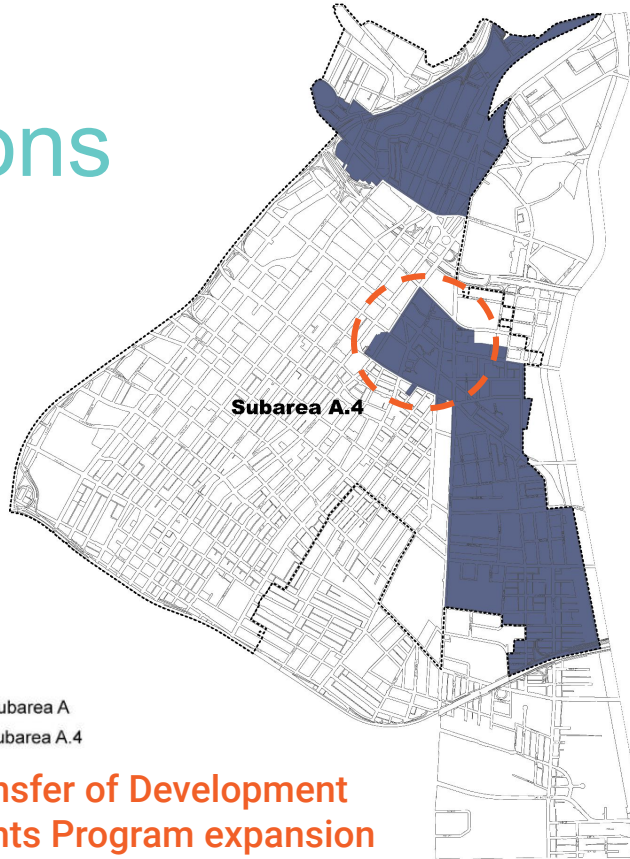 ons
Subarea A.4
ubarea A
ubarea A.4
nsfer of Development
nts Program expansion